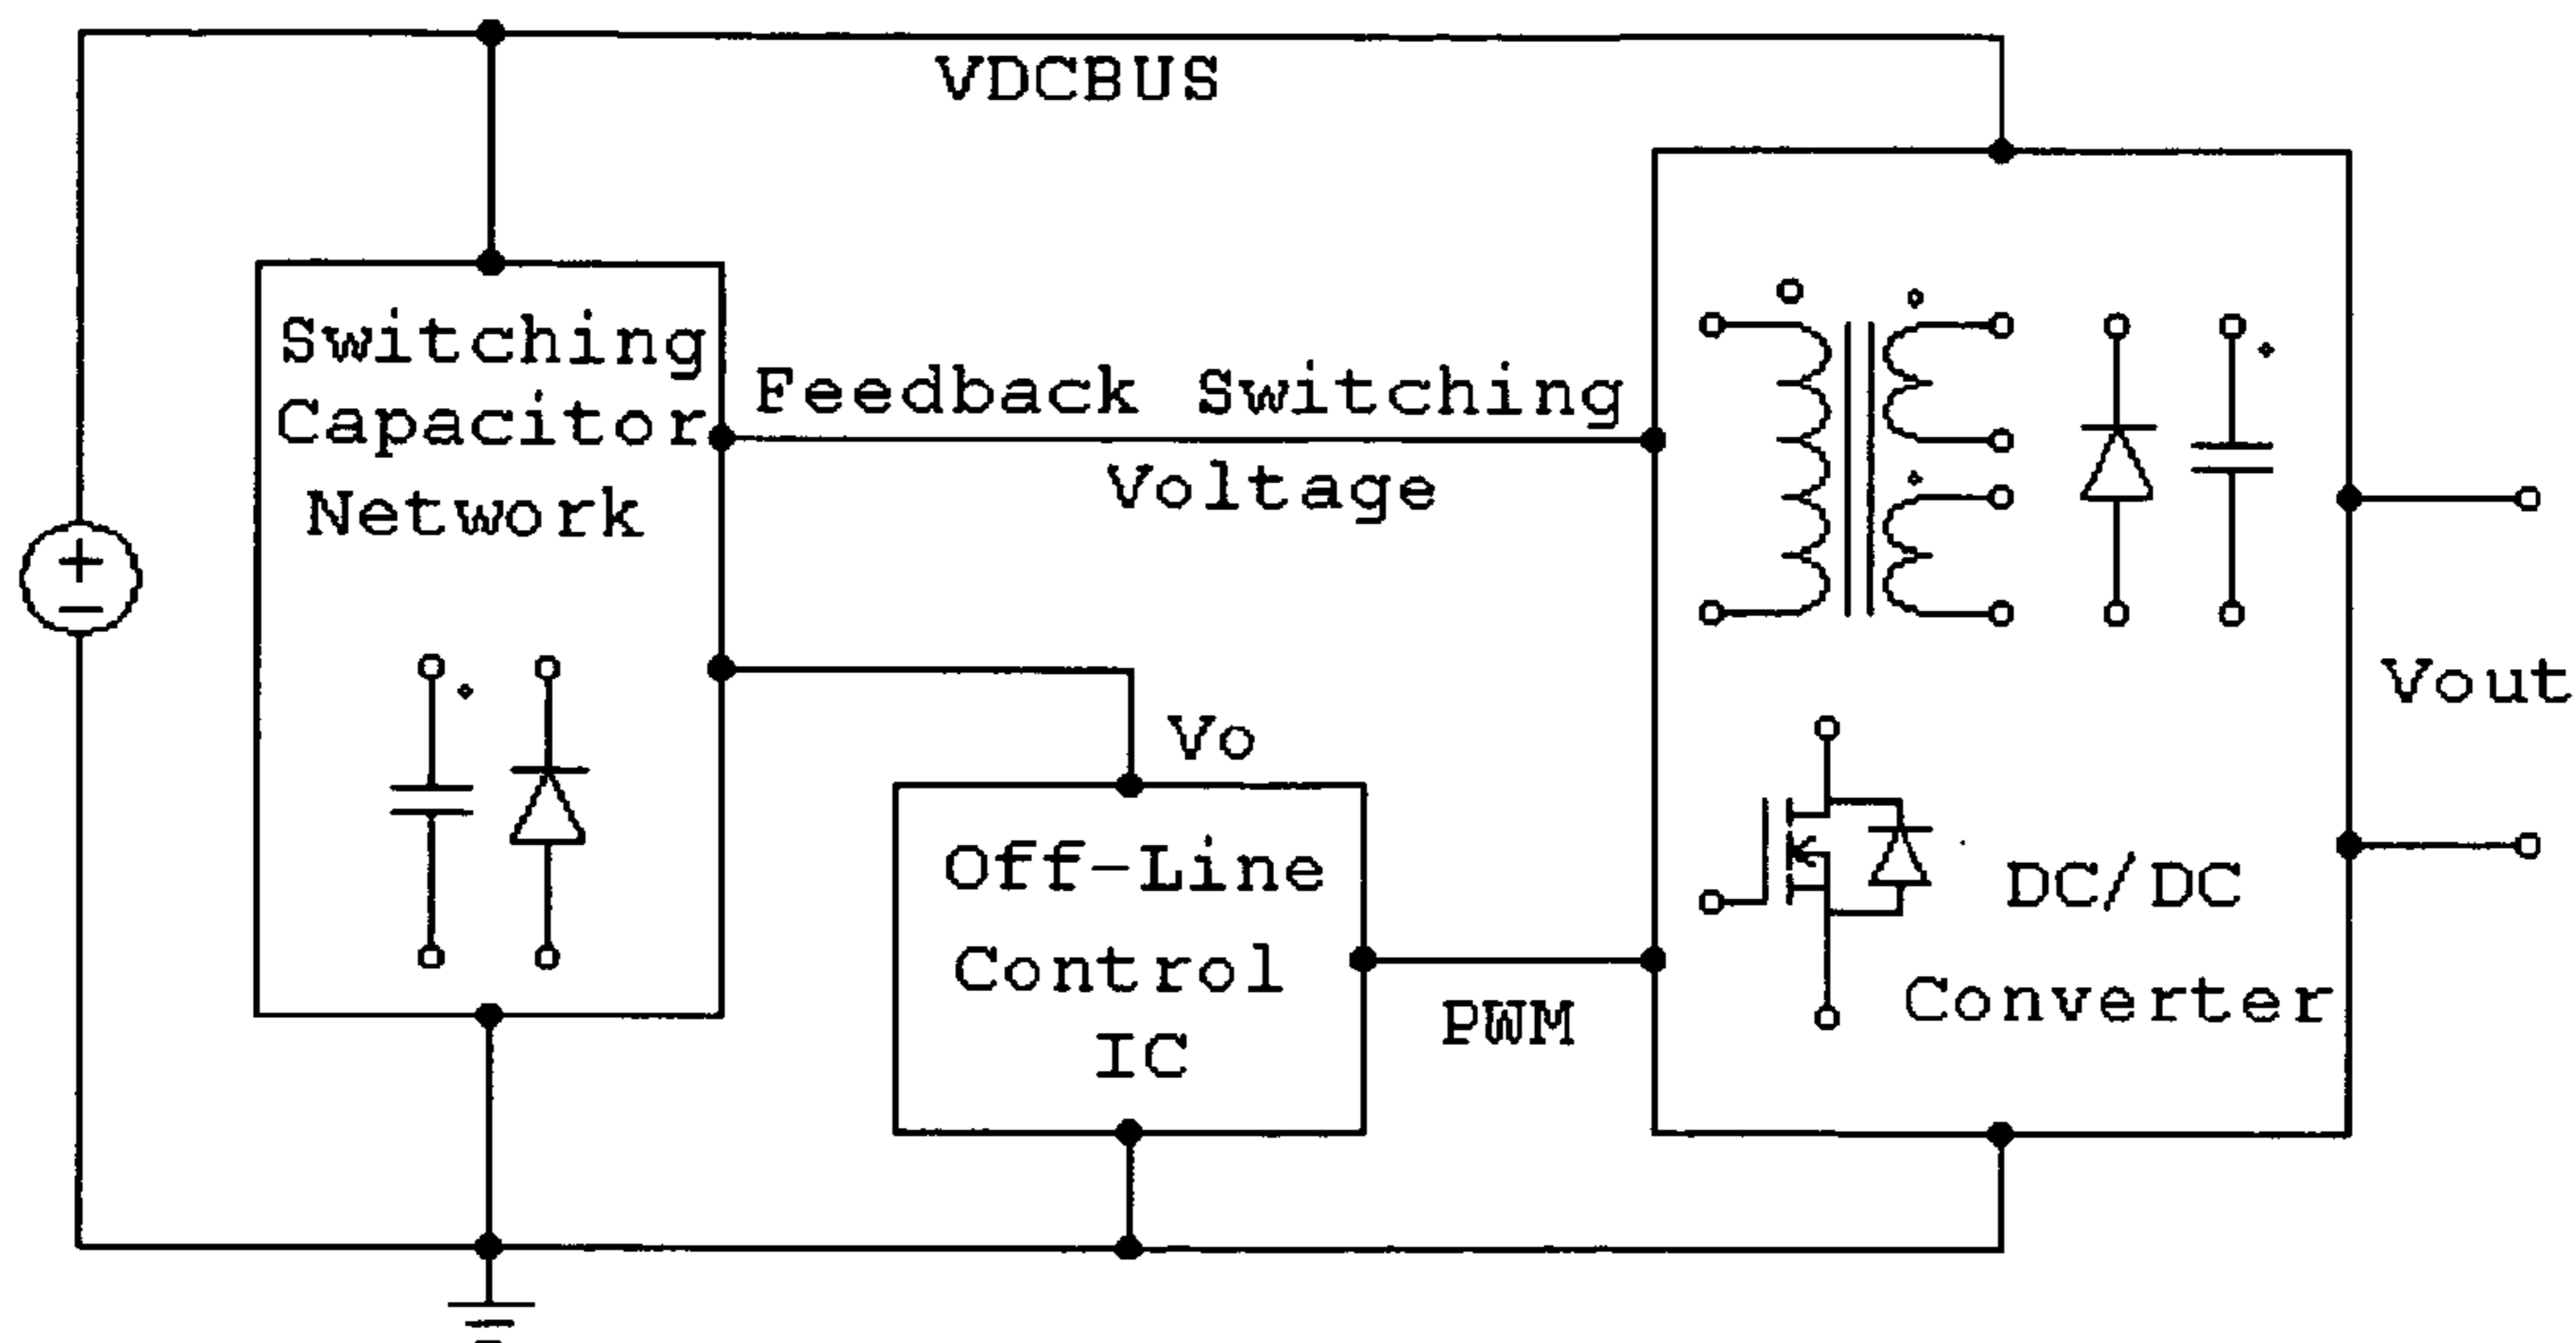 VDCBUS
Switching
Capacitor
Network
Feedback Switching
Voltage
Vo
Off-Line
Control
IC
PWM
DC/DC
Converter
Vout